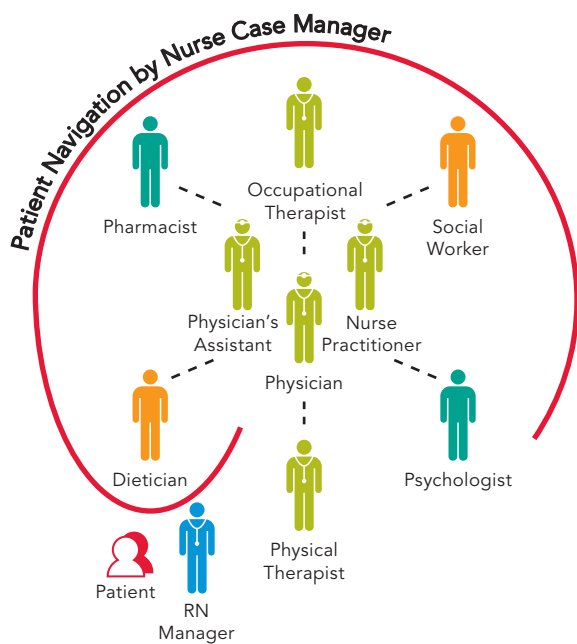 Patient Navigation by Nurse Case Manager
Pharmacist
Occupational
Therapist
Social
Worker
Physician's
Assistant
Nurse
Practitioner
Physician
Dietician
Psychologist
Physical
Therapist
Patient
RN
Manager